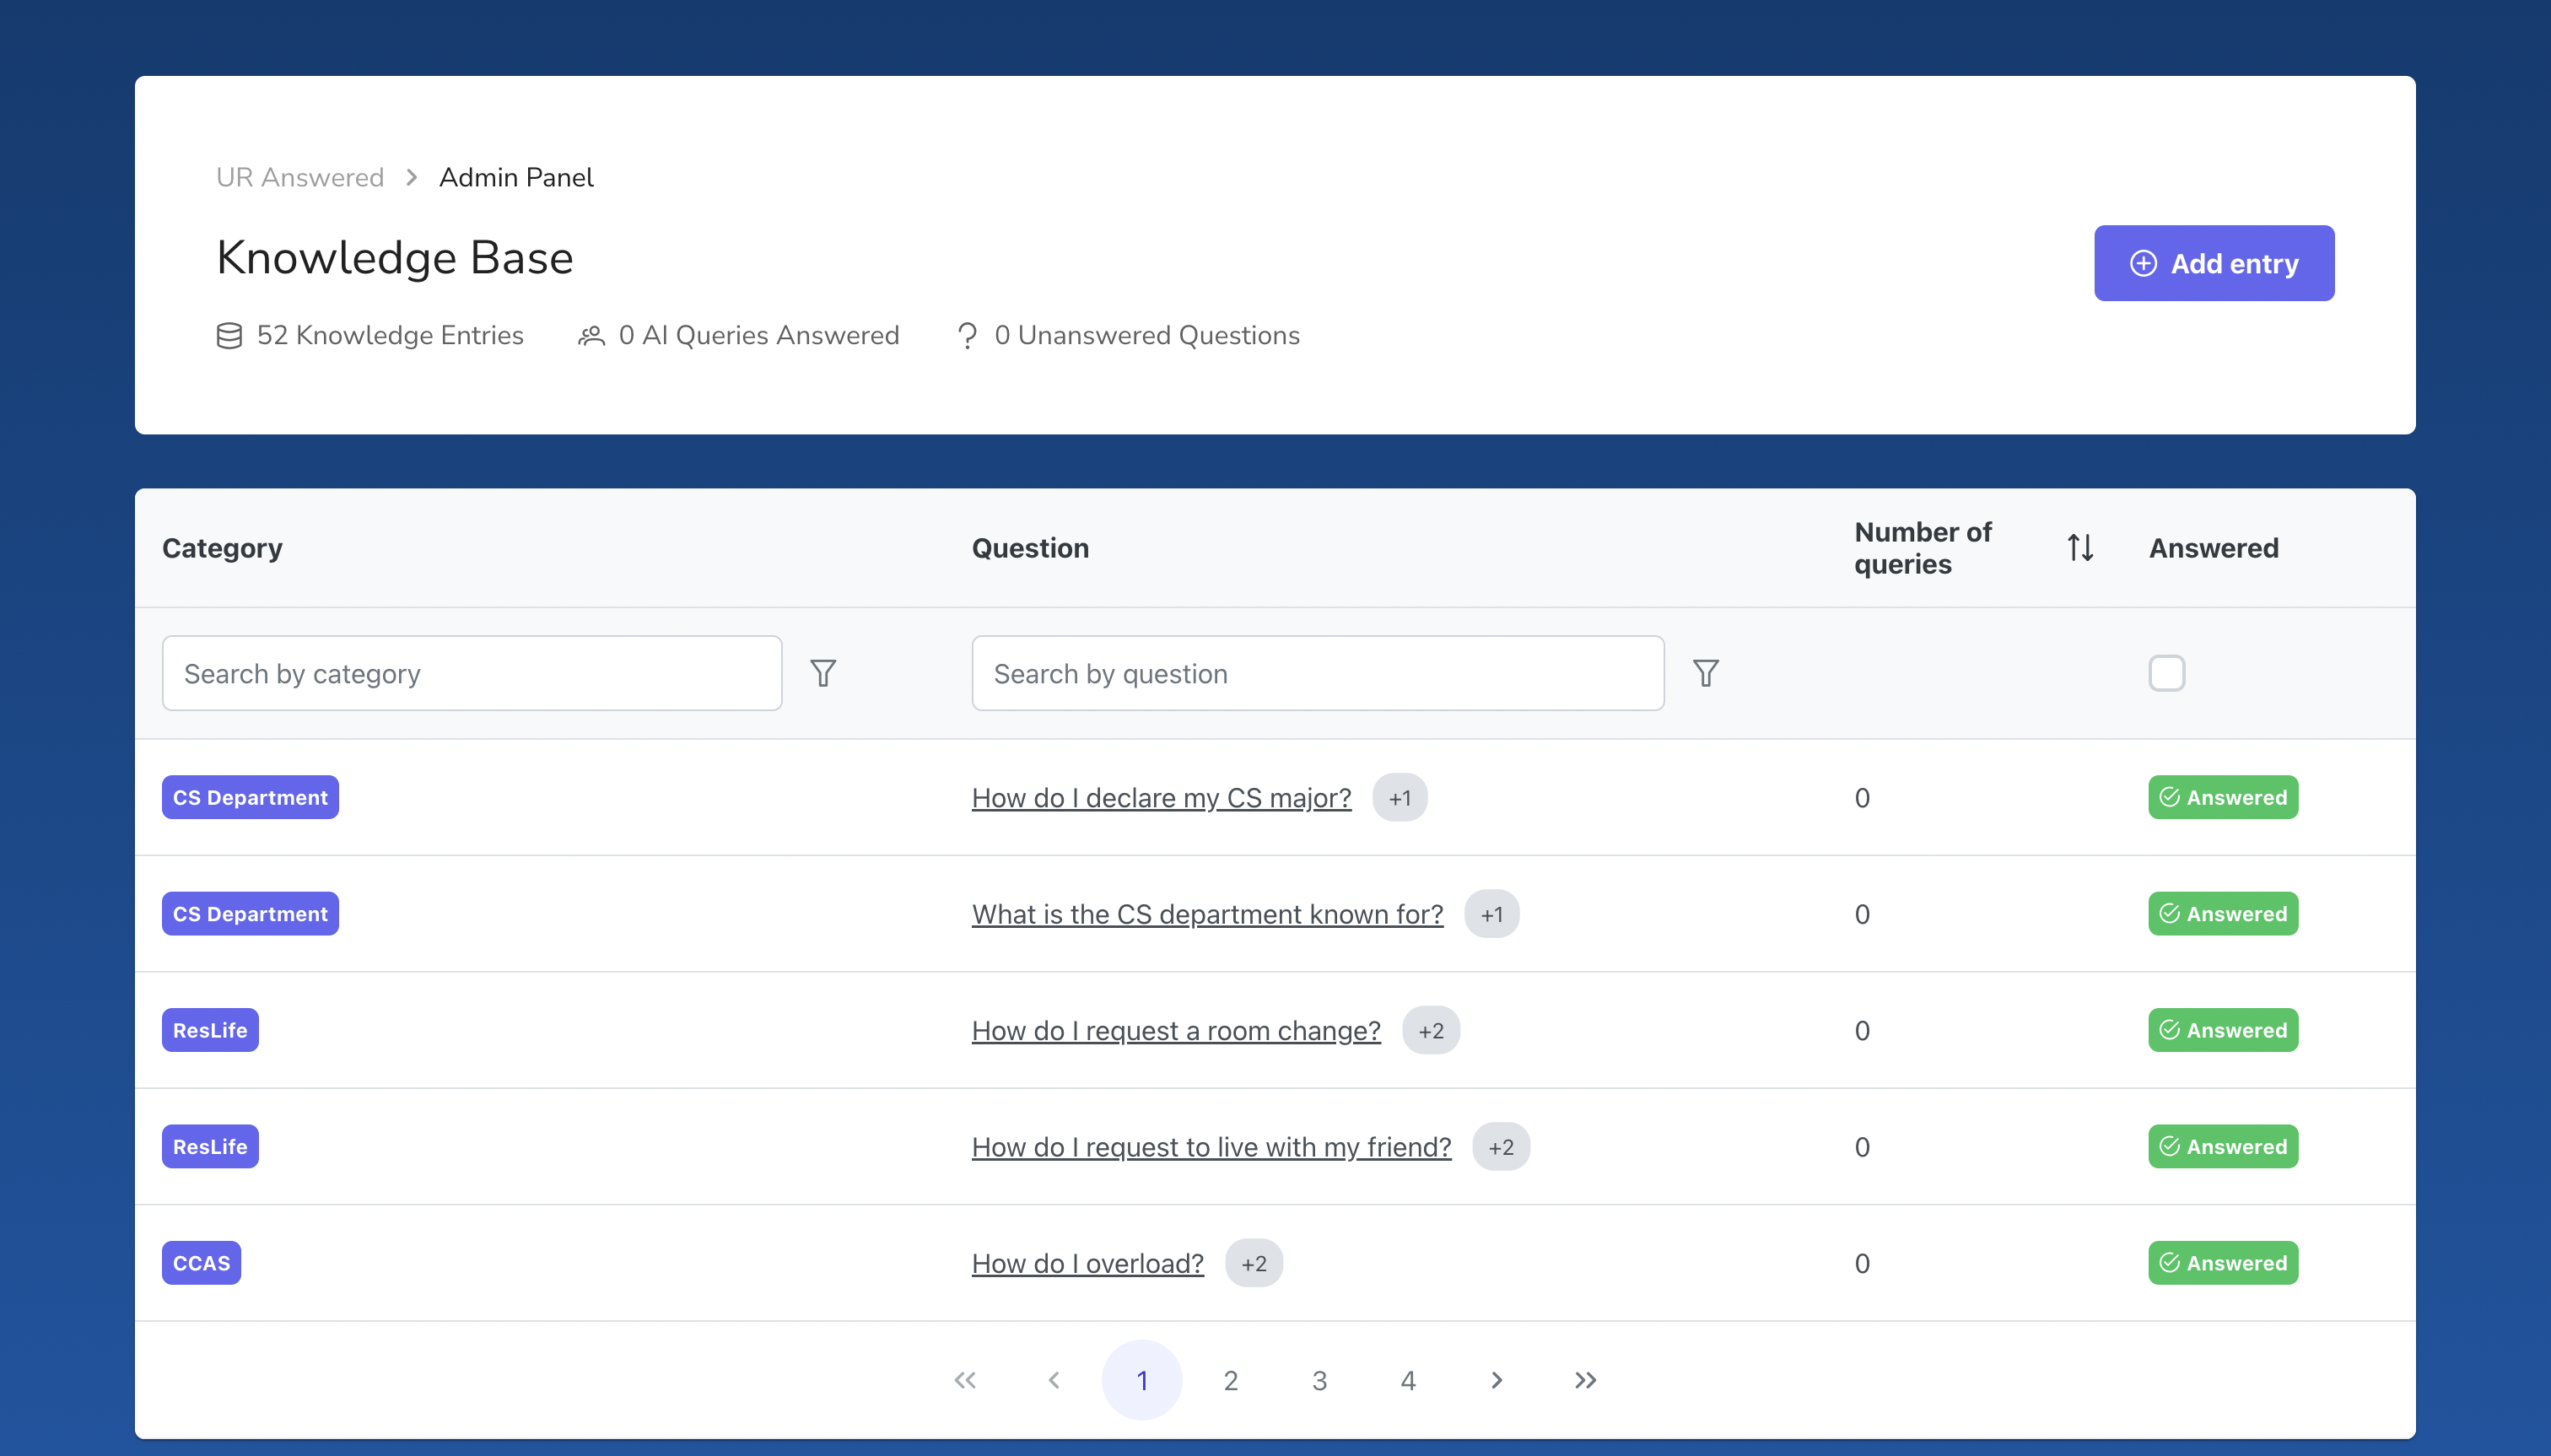 UR Answered Admin Panel
Knowledge Base
Add entry
52 Knowledge Entries 0 AI Queries Answered 0 Unanswered Questions
Category Question Number of queries Answered
Search by category Search by question
CS Department How do I declare my CS major? +1 0 Answered
CS Department What is the CS department known for? +1 0 Answered
ResLife How do I request a room change? +2 0 Answered
ResLife How do I request to live with my friend? +2 0 Answered
CCAS How do I overload? +2 0 Answered
1 2 3 4